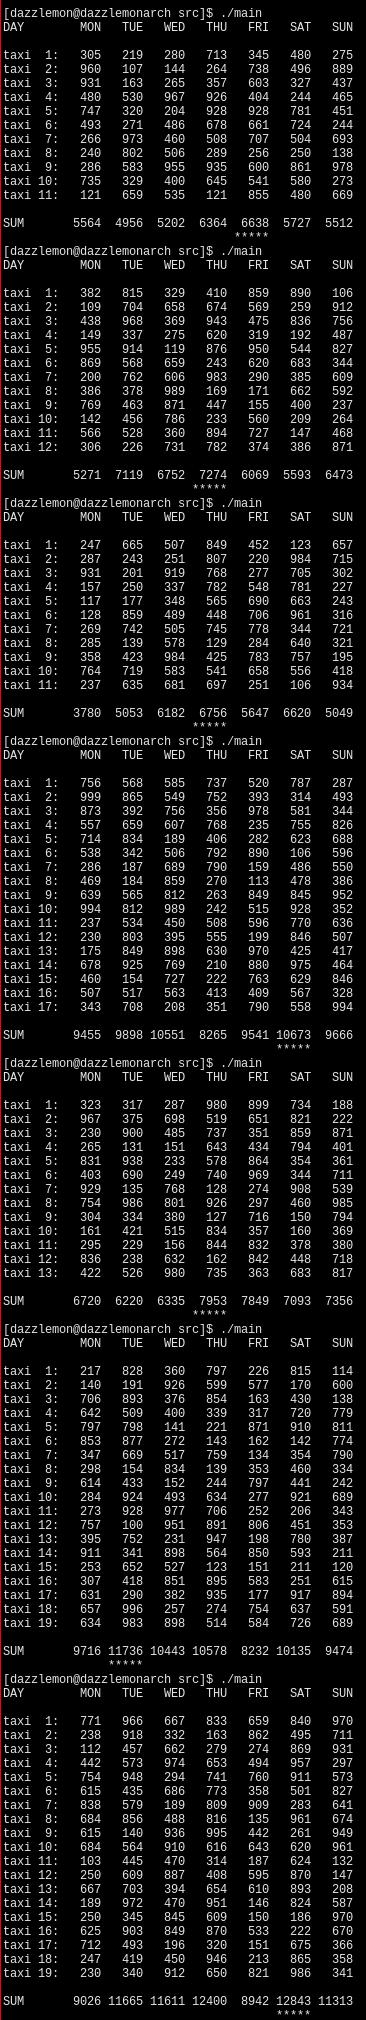 [dazzlemon@dazzlemonarch src]$ ./main
DAY        MON   TUE   WED   THU   FRI   SAT   SUN
taxi  1:   305   219   280   713   345   480   275
taxi  2:   960   107   144   264   738   496   889
taxi  3:   931   163   265   357   603   327   437
taxi  4:   480   530   967   926   404   244   465
taxi  5:   747   320   204   928   928   781   451
taxi  6:   493   271   486   678   661   724   244
taxi  7:   266   973   460   508   707   504   693
taxi  8:   240   802   506   289   256   250   138
taxi  9:   286   583   955   935   600   861   978
taxi 10:   735   329   400   645   541   580   273
taxi 11:   121   659   535   121   855   480   669
SUM       5564  4956  5202  6364  6638  5727  5512
*****
[dazzlemon@dazzlemonarch src]$ ./main
DAY        MON   TUE   WED   THU   FRI   SAT   SUN
taxi  1:   382   815   329   410   859   890   106
taxi  2:   109   704   658   674   569   259   912
taxi  3:   438   968   369   943   475   836   756
taxi  4:   149   337   275   620   319   192   487
taxi  5:   955   914   119   876   950   544   827
taxi  6:   869   568   659   243   620   683   344
taxi  7:   200   762   606   983   290   385   609
taxi  8:   386   378   989   169   171   662   592
taxi  9:   769   463   871   447   155   400   237
taxi 10:   142   456   786   233   560   209   264
taxi 11:   566   528   360   894   727   147   468
taxi 12:   306   226   731   782   374   386   871
SUM       5271  7119  6752  7274  6069  5593  6473
*****
[dazzlemon@dazzlemonarch src]$ ./main
DAY        MON   TUE   WED   THU   FRI   SAT   SUN
taxi  1:   247   665   507   849   452   123   657
taxi  2:   287   243   251   807   220   984   715
taxi  3:   931   201   919   768   277   705   302
taxi  4:   157   250   337   782   548   781   227
taxi  5:   117   177   348   565   690   663   243
taxi  6:   128   859   489   448   706   961   316
taxi  7:   269   742   505   745   778   344   721
taxi  8:   285   139   578   129   284   640   321
taxi  9:   358   423   984   425   783   757   195
taxi 10:   764   719   583   541   658   556   418
taxi 11:   237   635   681   697   251   106   934
SUM       3780  5053  6182  6756  5647  6620  5049
*****
[dazzlemon@dazzlemonarch src]$ ./main
DAY        MON   TUE   WED   THU   FRI   SAT   SUN
taxi  1:   756   568   585   737   520   787   287
taxi  2:   999   865   549   752   393   314   493
taxi  3:   873   392   756   356   978   581   344
taxi  4:   557   659   607   768   235   755   826
taxi  5:   714   834   189   406   282   623   688
taxi  6:   538   342   506   792   890   106   596
taxi  7:   286   187   689   790   159   486   550
taxi  8:   469   184   859   270   113   478   386
taxi  9:   639   565   812   263   849   845   952
taxi 10:   994   812   989   242   515   928   352
taxi 11:   237   534   450   508   596   770   636
taxi 12:   230   803   395   555   199   846   507
taxi 13:   175   849   898   630   970   425   417
taxi 14:   678   925   769   210   880   975   464
taxi 15:   460   154   727   222   763   629   846
taxi 16:   507   517   563   413   409   567   328
taxi 17:   343   708   208   351   790   558   994
SUM       9455  9898 10551  8265  9541 10673  9666
*****
[dazzlemon@dazzlemonarch src]$ ./main
DAY        MON   TUE   WED   THU   FRI   SAT   SUN
taxi  1:   323   317   287   980   899   734   188
taxi  2:   967   375   698   519   651   821   222
taxi  3:   230   900   485   737   351   859   871
taxi  4:   265   131   151   643   434   794   401
taxi  5:   831   938   233   578   864   354   361
taxi  6:   403   690   249   740   969   344   711
taxi  7:   929   135   768   128   274   908   539
taxi  8:   754   986   801   926   297   460   985
taxi  9:   304   334   380   127   716   150   794
taxi 10:   161   421   515   834   357   160   369
taxi 11:   295   229   156   844   832   378   380
taxi 12:   836   238   632   162   842   448   718
taxi 13:   422   526   980   735   363   683   817
SUM       6720  6220  6335  7953  7849  7093  7356
*****
[dazzlemon@dazzlemonarch src]$ ./main
DAY        MON   TUE   WED   THU   FRI   SAT   SUN
taxi  1:   217   828   360   797   226   815   114
taxi  2:   140   191   926   599   577   170   600
taxi  3:   706   893   376   854   163   430   138
taxi  4:   642   509   400   339   317   720   779
taxi  5:   797   798   141   221   871   910   811
taxi  6:   853   877   272   143   162   142   774
taxi  7:   347   669   517   759   134   354   790
taxi  8:   298   154   834   139   353   460   334
taxi  9:   614   433   152   244   797   441   242
taxi 10:   284   924   493   634   277   921   689
taxi 11:   273   928   977   706   252   206   343
taxi 12:   757   100   951   891   806   451   353
taxi 13:   395   752   231   947   198   780   387
taxi 14:   911   341   898   564   850   593   211
taxi 15:   253   652   527   123   151   211   120
taxi 16:   307   418   851   895   583   251   615
taxi 17:   631   290   382   935   177   917   894
taxi 18:   657   996   257   274   754   637   591
taxi 19:   634   983   898   514   584   726   689
SUM       9716 11736 10443 10578  8232 10135  9474
*****
[dazzlemon@dazzlemonarch src]$ ./main
DAY        MON   TUE   WED   THU   FRI   SAT   SUN
taxi  1:   771   966   667   833   659   840   970
taxi  2:   238   918   332   163   862   495   711
taxi  3:   112   457   662   279   274   869   931
taxi  4:   442   573   974   653   494   957   297
taxi  5:   754   948   294   741   760   911   573
taxi  6:   615   435   686   773   358   501   827
taxi  7:   838   579   189   809   909   283   641
taxi  8:   684   856   488   816   135   961   674
taxi  9:   615   140   936   995   442   261   949
taxi 10:   684   564   910   616   643   620   961
taxi 11:   103   445   470   314   187   624   132
taxi 12:   250   609   887   408   595   870   147
taxi 13:   667   703   394   654   610   893   208
taxi 14:   189   972   470   951   146   824   587
taxi 15:   250   345   845   609   150   186   970
taxi 16:   625   903   849   870   533   222   670
taxi 17:   712   493   196   320   151   675   366
taxi 18:   247   419   450   946   213   865   358
taxi 19:   230   340   912   650   821   986   341
SUM       9026 11665 11611 12400  8942 12843 11313
*****